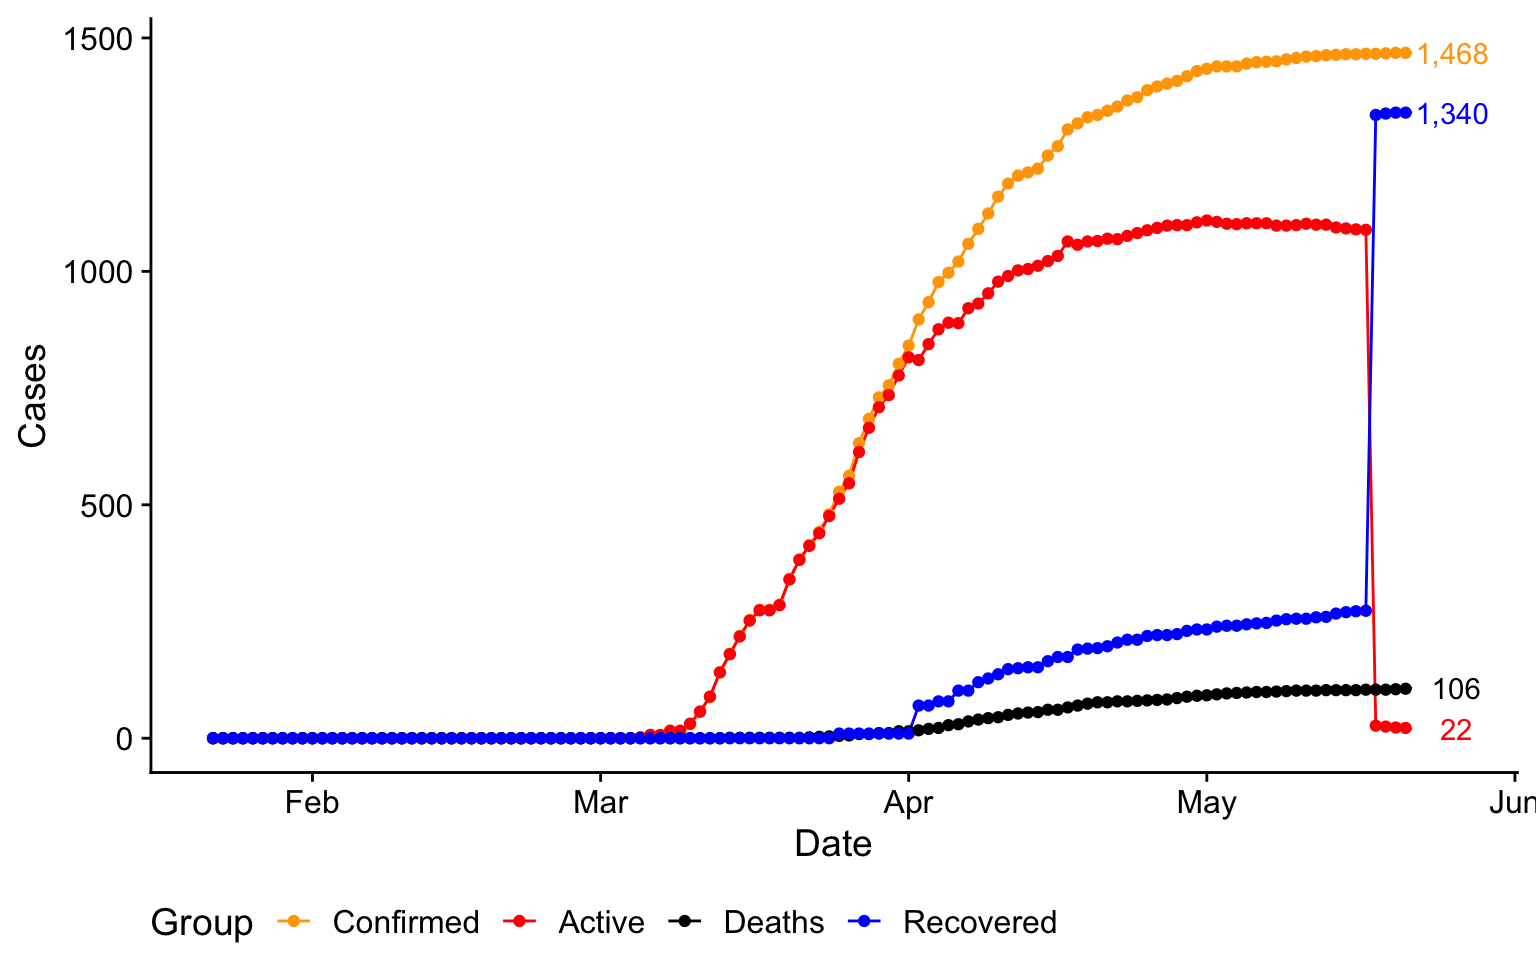 1500
1,468
1,340
1000
Cases
500
106
22
0
Feb Mar Apr May Jun
Date
Group Confirmed Active Deaths Recovered